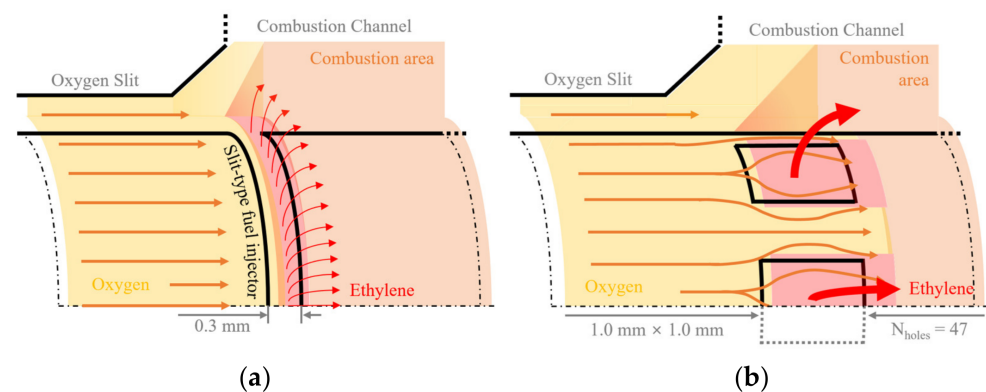 Combustion Channel
Oxygen Slit
Combustion area
Slit-type fuel injector
Oxygen
Ethylene
0.3 mm
(a)
Combustion Channel
Oxygen Slit
Combustion
area
Oxygen
Ethylene
1.0 mm × 1.0 mm
N_holes = 47
(b)